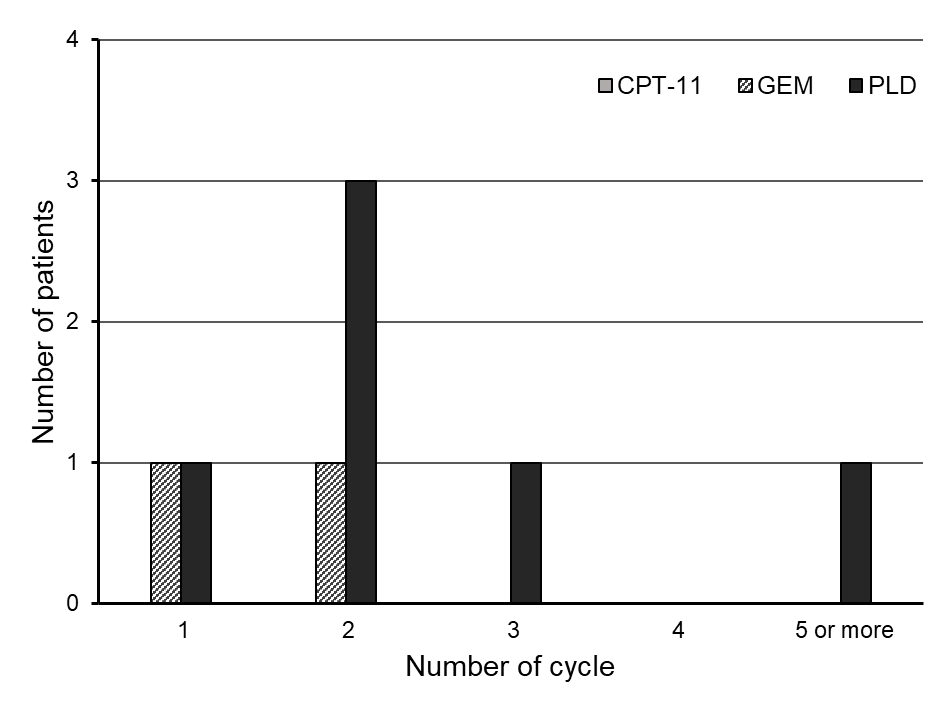 4
CPT-11 GEM PLD
3
2
1
0
Number of patients
1 2 3 4 5 or more
Number of cycle